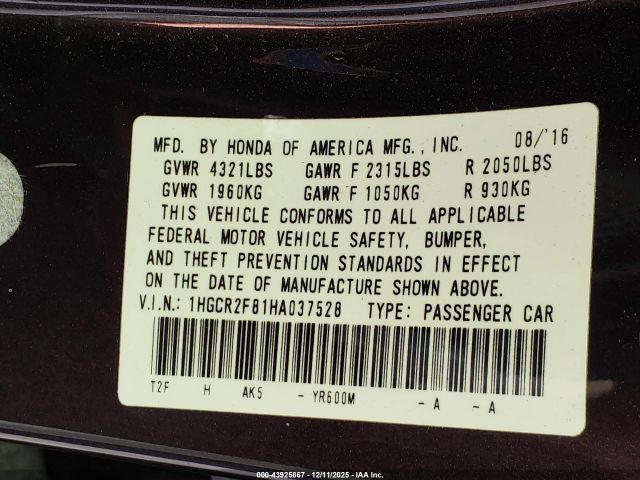 MFD. BY HONDA OF AMERICA MFG., INC. 08/'16
GVWR 4321LBS GAWR F 2315LBS R 2050LBS
GVWR 1960KG GAWR F 1050KG R 930KG
THIS VEHICLE CONFORMS TO ALL APPLICABLE
FEDERAL MOTOR VEHICLE SAFETY, BUMPER,
AND THEFT PREVENTION STANDARDS IN EFFECT
ON THE DATE OF MANUFACTURE SHOWN ABOVE.
V.I.N.: 1HGCR2F81HA037528 TYPE: PASSENGER CAR
T2F H AK5 - YR600M - A - A
000-43925867 - 12/11/2025 - IAA Inc.